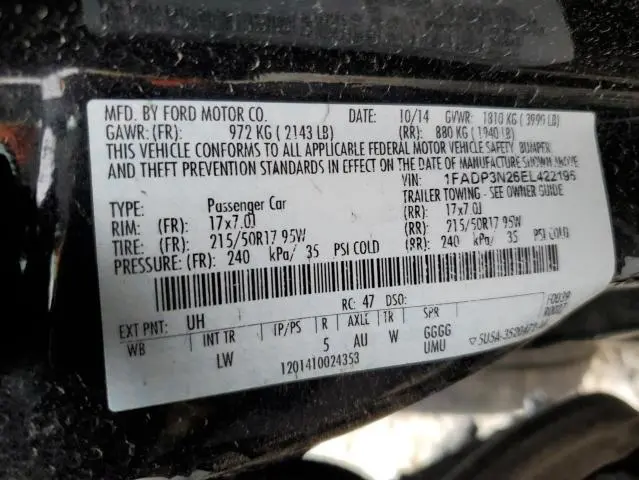 MFD. BY FORD MOTOR CO. DATE: 10/14 GVWR: 1810 KG ( 3990 LB)
GAWR: (FR): 972 KG ( 2143 LB) (RR): 880 KG ( 1940 LB)
THIS VEHICLE CONFORMS TO ALL APPLICABLE FEDERAL MOTOR VEHICLE SAFETY, BUMPER,
AND THEFT PREVENTION STANDARDS IN EFFECT ON THE DATE OF MANUFACTURE SHOWN ABOVE
VIN: 1FADP3N26EL422195
TYPE: Passenger Car TRAILER TOWING - SEE OWNER GUIDE
RIM: (FR): 17x7.0J (RR): 17x7.0J
TIRE: (FR): 215/50R17 95W (RR): 215/50R17 95W
PRESSURE: (FR): 240 kPa/ 35 PSI COLD (RR): 240 kPa/ 35 PSI COLD
EXT PNT: UH RC: 47 DSO: F0039
WB INT TR TP/PS R AXLE TR SPR
LW 5 AU W GGGG
UMU
1201410024353